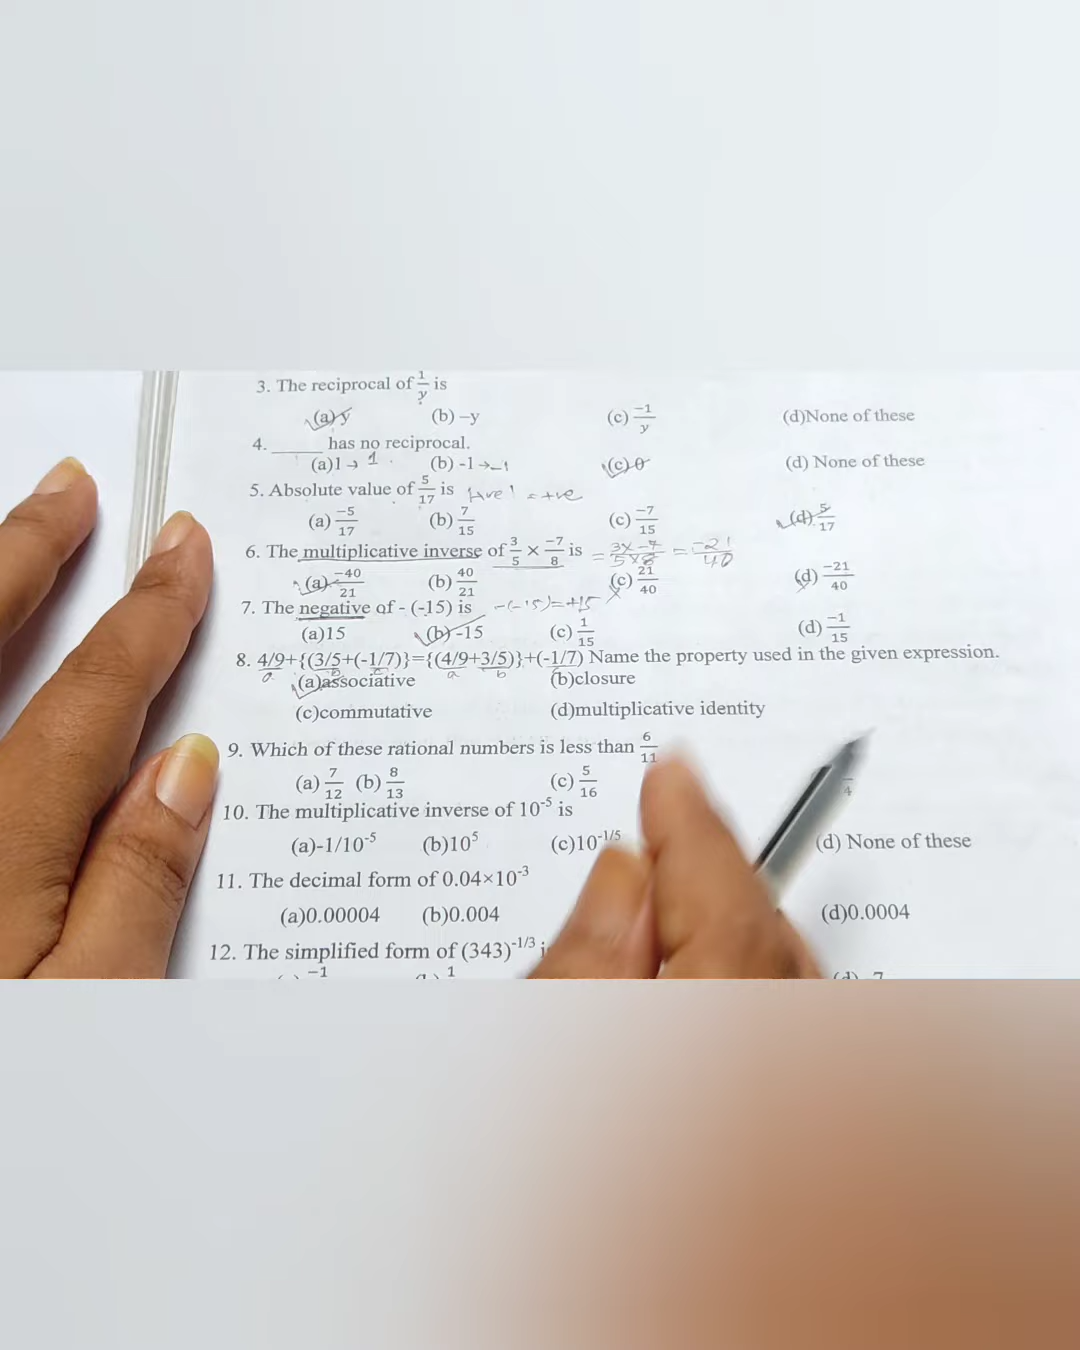 3. The reciprocal of 1/y is
(a) y (b) –y (c) −1/y (d)None of these
4. _____ has no reciprocal.
(a)1 → 1 (b) -1 → -1 (c) 0 (d) None of these
5. Absolute value of 5/17 is +ve = +ve
(a) −5/17 (b) 7/15 (c) −7/15 (d) 5/17
6. The multiplicative inverse of 3/5 × −7/8 is = 3×-7/5×8 = -21/40
(a) −40/21 (b) 40/21 (c) 21/40 (d) −21/40
7. The negative of - (-15) is -(-15)=+15
(a)15 (b) -15 (c) 1/15 (d) −1/15
8. 4/9+{(3/5+(-1/7)}={(4/9+3/5)}+(-1/7) Name the property used in the given expression.
a b c a b
(a)associative (b)closure
(c)commutative (d)multiplicative identity
9. Which of these rational numbers is less than 6/11
(a) 7/12 (b) 8/13 (c) 5/16 4
10. The multiplicative inverse of 10⁻⁵ is
(a)-1/10⁻⁵ (b)10⁵ (c)10⁻¹/⁵ (d) None of these
11. The decimal form of 0.04×10⁻³
(a)0.00004 (b)0.004 (d)0.0004
12. The simplified form of (343)⁻¹/³
−1 1 (d) 7